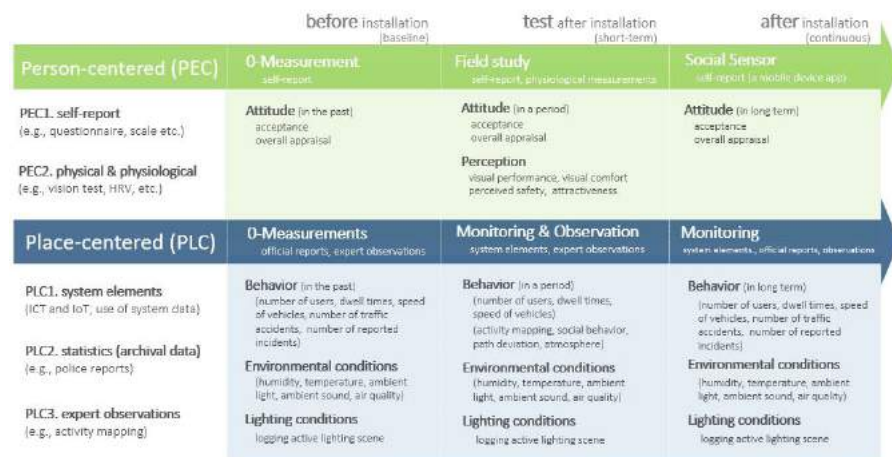 before installation
(baseline)
test after installation
(short-term)
after installation
(continuous)
Person-centered (PEC)
0-Measurement
self-report
Field study
self-report, physiological measurements
Social Sensor
self-report (a mobile device app)
PEC1. self-report
(e.g., questionnaire, scale etc.)
PEC2. physical & physiological
(e.g., vision test, HRV, etc.)
Attitude (in the past)
acceptance
overall appraisal
Attitude (in a period)
acceptance
overall appraisal
Perception
visual performance, visual comfort
perceived safety, attractiveness
Attitude (in long term)
acceptance
overall appraisal
Place-centered (PLC)
0-Measurements
official reports, expert observations
Monitoring & Observation
system elements, expert observations
Monitoring
system elements, official reports, observations
PLC1. system elements
(ICT and IoT, use of system data)
PLC2. statistics (archival data)
(e.g., police reports)
PLC3. expert observations
(e.g., activity mapping)
Behavior (in the past)
(number of users, dwell times, speed
of vehicles, number of traffic
accidents, number of reported
incidents)
Environmental conditions
(humidity, temperature, ambient
light, ambient sound, air quality)
Lighting conditions
logging active lighting scene
Behavior (in a period)
(number of users, dwell times,
speed of vehicles)
(activity mapping, social behavior,
path deviation, atmosphere)
Environmental conditions
(humidity, temperature, ambient
light, ambient sound, air quality)
Lighting conditions
logging active lighting scene
Behavior (in long term)
(number of users, dwell times, speed
of vehicles, number of traffic
accidents, number of reported
incidents)
Environmental conditions
(humidity, temperature, ambient
light, ambient sound, air quality)
Lighting conditions
logging active lighting scene